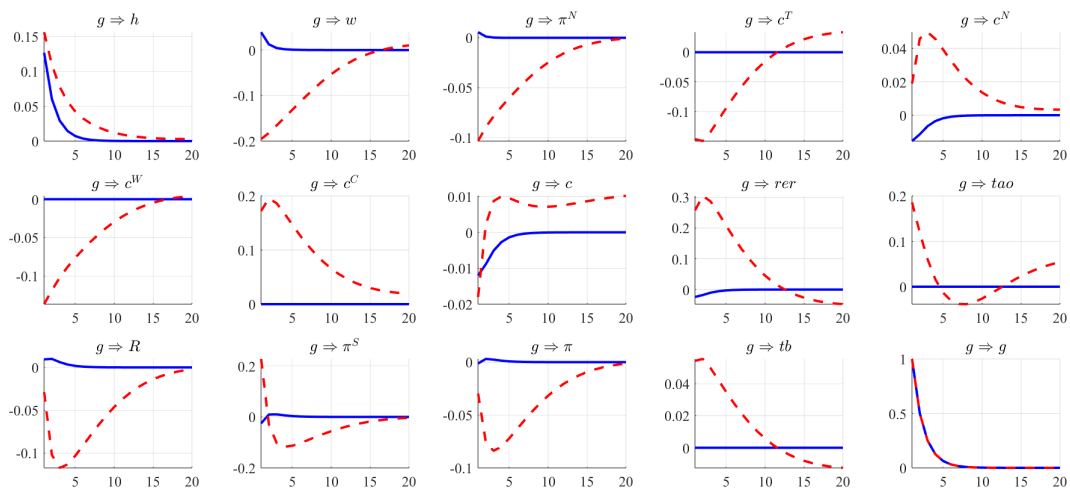 g ⇒ h g ⇒ w g ⇒ π^N g ⇒ c^T g ⇒ c^N
0.15 0.1 0.05 0 5 10 15 20
0 -0.1 -0.2 5 10 15 20
0 -0.05 -0.1 5 10 15 20
0 -0.05 -0.1 5 10 15 20
0.04 0.02 0 5 10 15 20
g ⇒ c^W g ⇒ c^C g ⇒ c g ⇒ rer g ⇒ tao
0 -0.05 -0.1 5 10 15 20
0.2 0.1 0 5 10 15 20
0.01 0 -0.01 -0.02 5 10 15 20
0.3 0.2 0.1 0 5 10 15 20
0.2 0.1 0 5 10 15 20
g ⇒ R g ⇒ π^S g ⇒ π g ⇒ tb g ⇒ g
0 -0.05 -0.1 5 10 15 20
0.2 0 -0.2 5 10 15 20
0 -0.05 -0.1 5 10 15 20
0.04 0.02 0 5 10 15 20
1 0.5 0 5 10 15 20